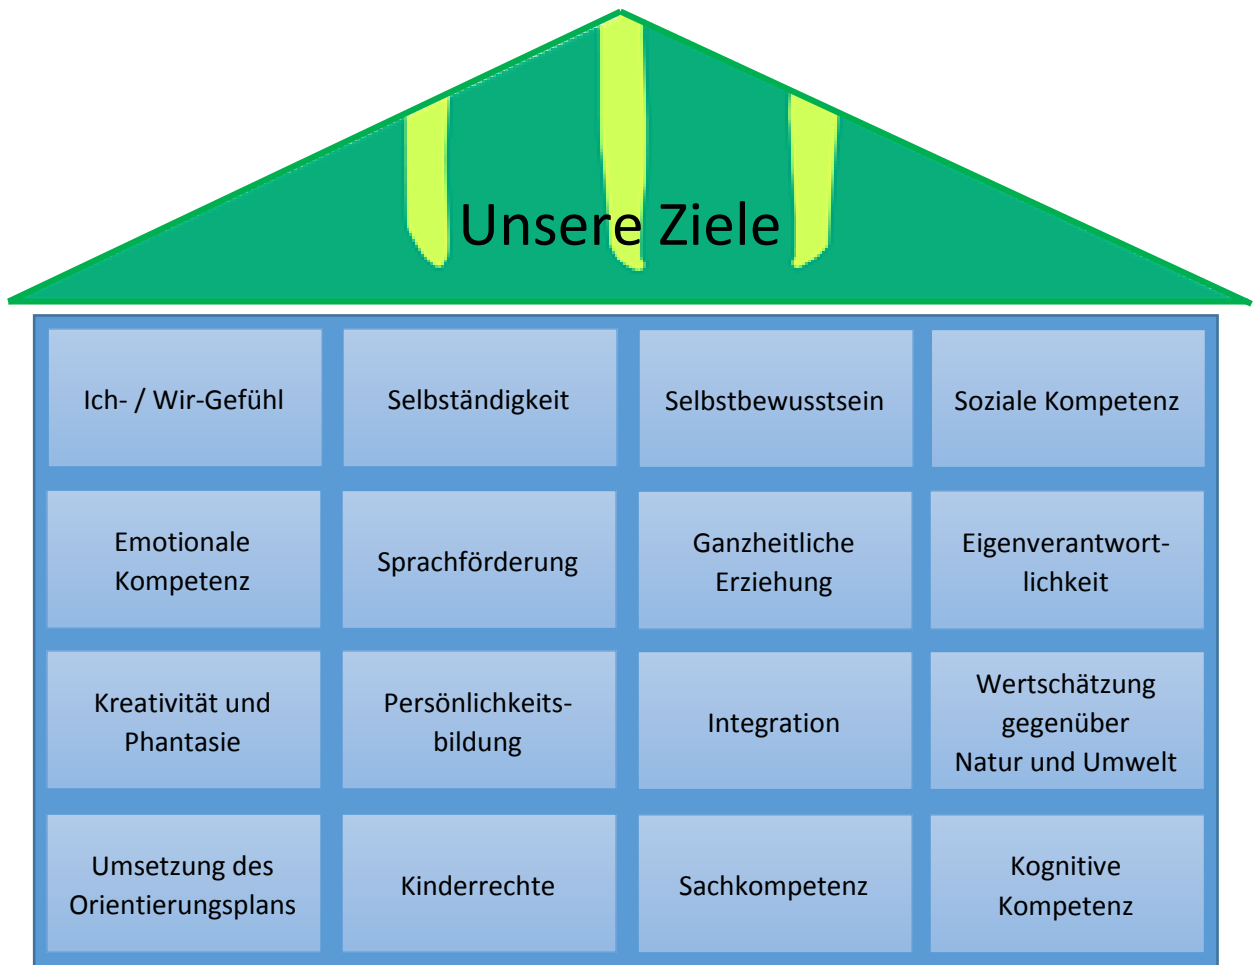 Unsere Ziele
Ich- / Wir-Gefühl
Selbständigkeit
Selbstbewusstsein
Soziale Kompetenz
Emotionale
Kompetenz
Sprachförderung
Ganzheitliche
Erziehung
Eigenverantwort-
lichkeit
Kreativität und
Phantasie
Persönlichkeits-
bildung
Integration
Wertschätzung
gegenüber
Natur und Umwelt
Umsetzung des
Orientierungsplans
Kinderrechte
Sachkompetenz
Kognitive
Kompetenz